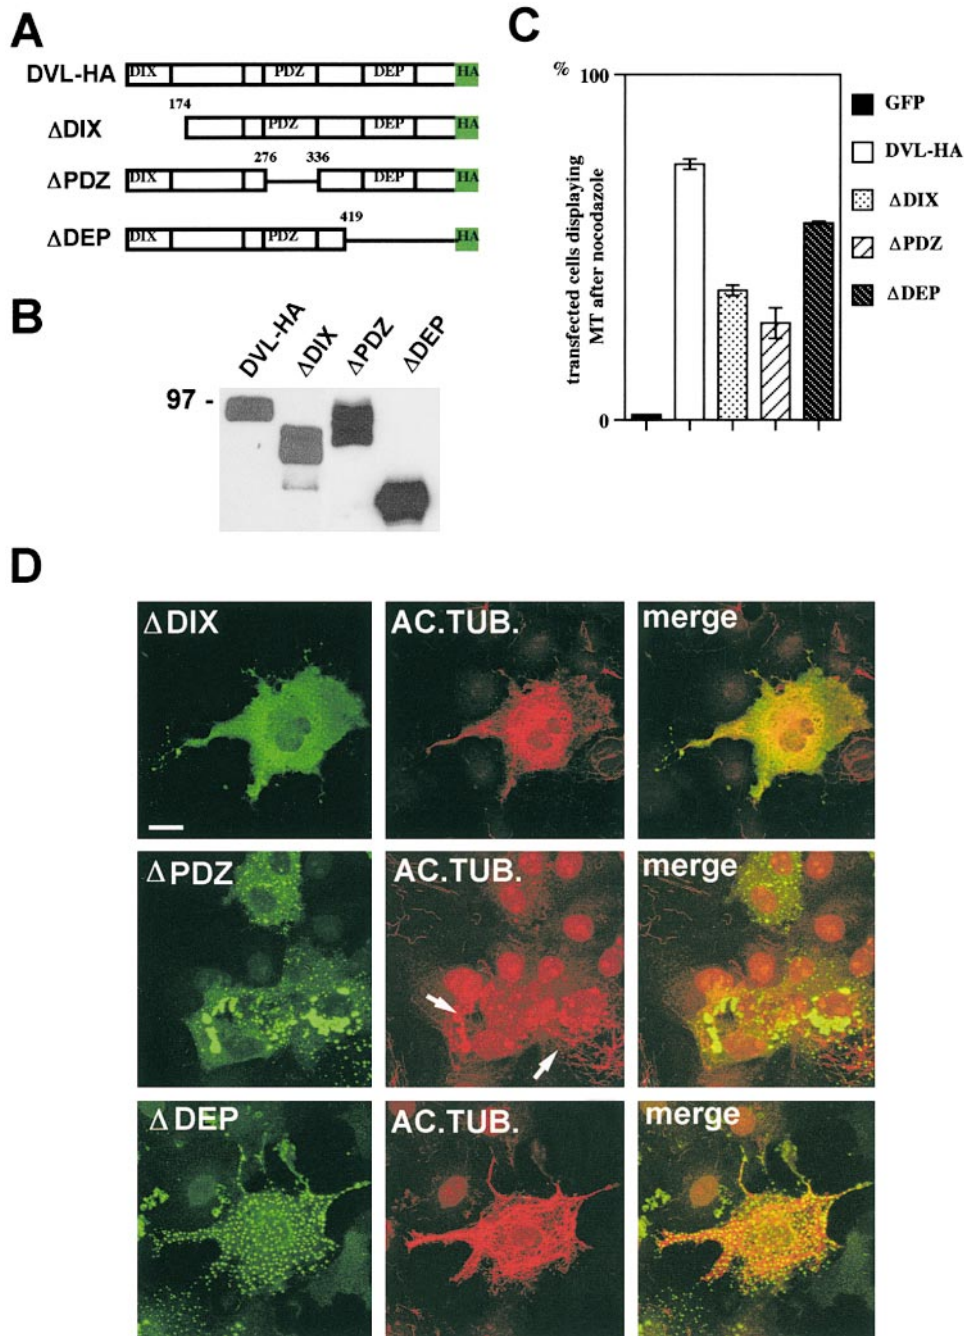 A
DVL-HA
DIX PDZ DEP HA
174
ΔDIX
PDZ DEP HA
276 336
ΔPDZ
DIX DEP HA
419
ΔDEP
DIX PDZ HA
B
DVL-HA
ΔDIX
ΔPDZ
ΔDEP
97 -
C
% 100
0
transfected cells displaying
MT after nocodazole
GFP
DVL-HA
ΔDIX
ΔPDZ
ΔDEP
D
ΔDIX AC.TUB. merge
ΔPDZ AC.TUB. merge
ΔDEP AC.TUB. merge